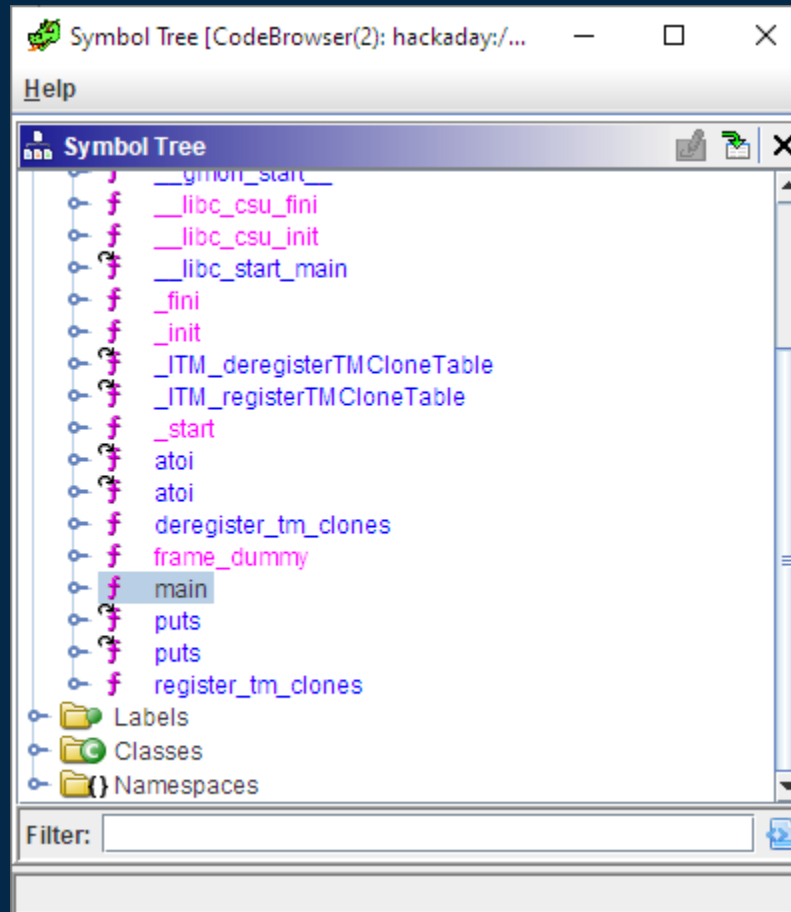 Symbol Tree [CodeBrowser(2): hackaday:/...
Help
Symbol Tree
__gmon_start__
__libc_csu_fini
__libc_csu_init
__libc_start_main
_fini
_init
_ITM_deregisterTMCloneTable
_ITM_registerTMCloneTable
_start
atoi
atoi
deregister_tm_clones
frame_dummy
main
puts
puts
register_tm_clones
Labels
Classes
Namespaces
Filter: